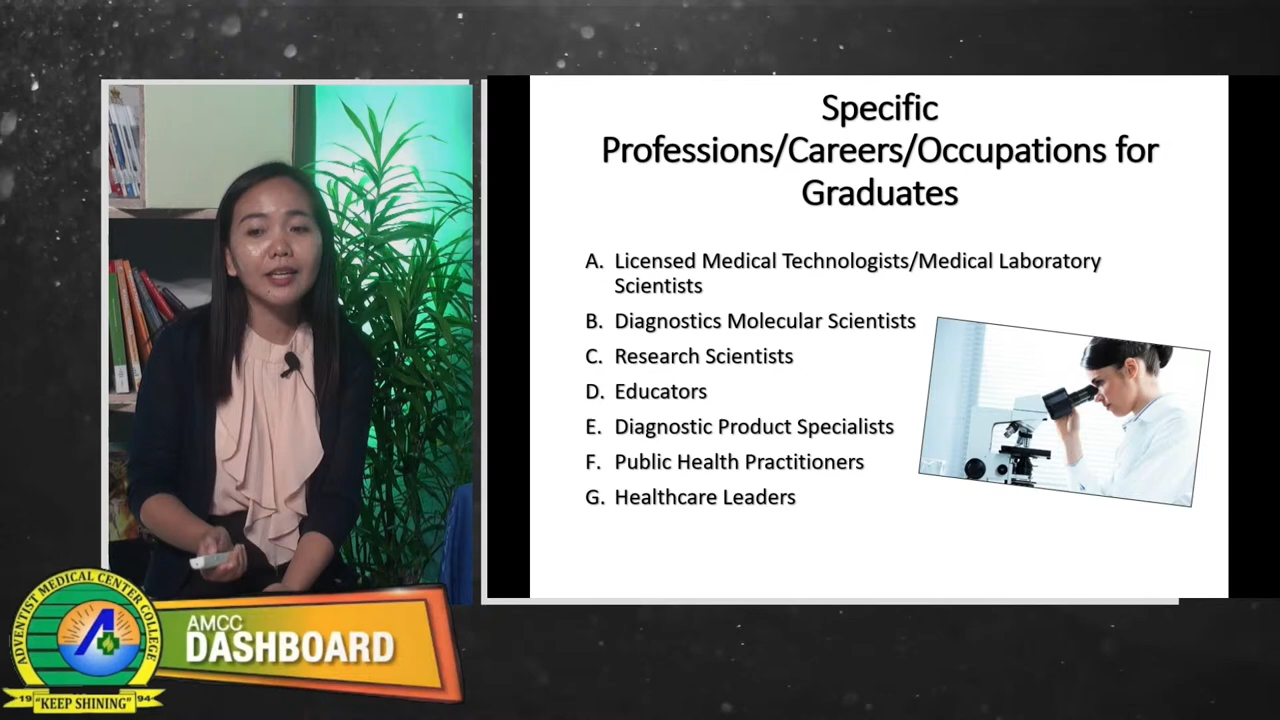 Specific
Professions/Careers/Occupations for
Graduates
A. Licensed Medical Technologists/Medical Laboratory
Scientists
B. Diagnostics Molecular Scientists
C. Research Scientists
D. Educators
E. Diagnostic Product Specialists
F. Public Health Practitioners
G. Healthcare Leaders
ADVENTIST MEDICAL CENTER COLLEGE
A
19 "KEEP SHINING" 94
AMCC
DASHBOARD